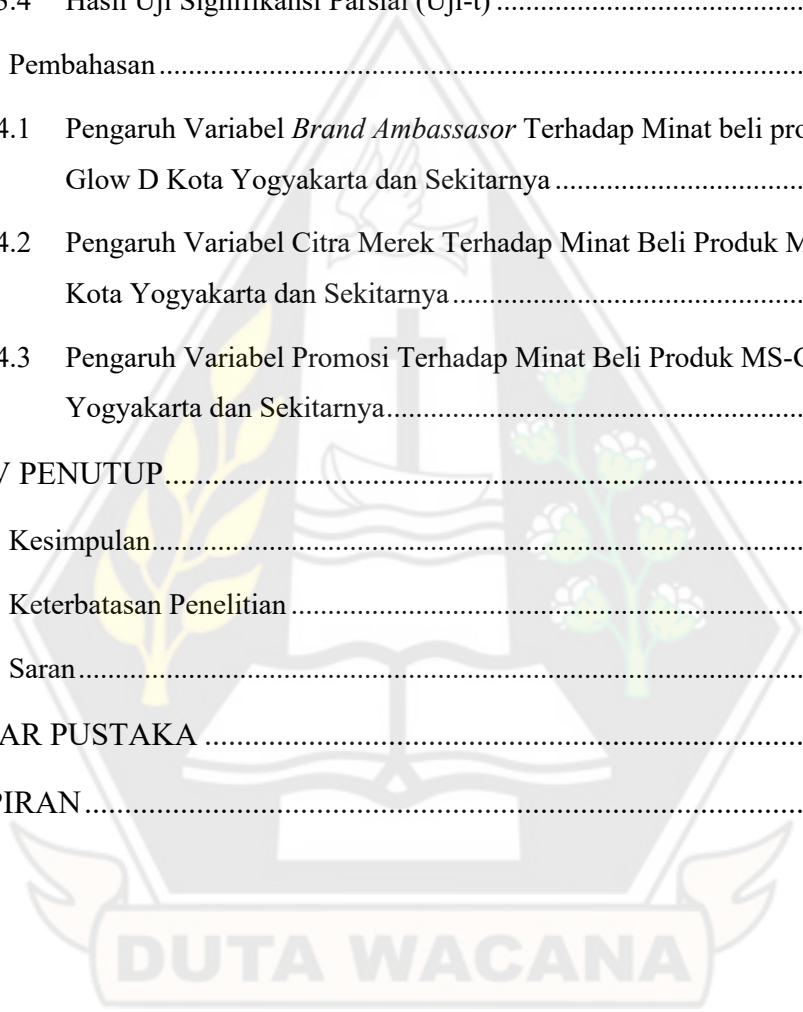 3.4 Hasil Uji Signifikansi Parsial (Uji-t)
Pembahasan
4.1 Pengaruh Variabel Brand Ambassasor Terhadap Minat beli pro
Glow D Kota Yogyakarta dan Sekitarnya
4.2 Pengaruh Variabel Citra Merek Terhadap Minat Beli Produk M
Kota Yogyakarta dan Sekitarnya
4.3 Pengaruh Variabel Promosi Terhadap Minat Beli Produk MS-G
Yogyakarta dan Sekitarnya
V PENUTUP
Kesimpulan
Keterbatasan Penelitian
Saran
AR PUSTAKA
PIRAN
DUTA WACANA